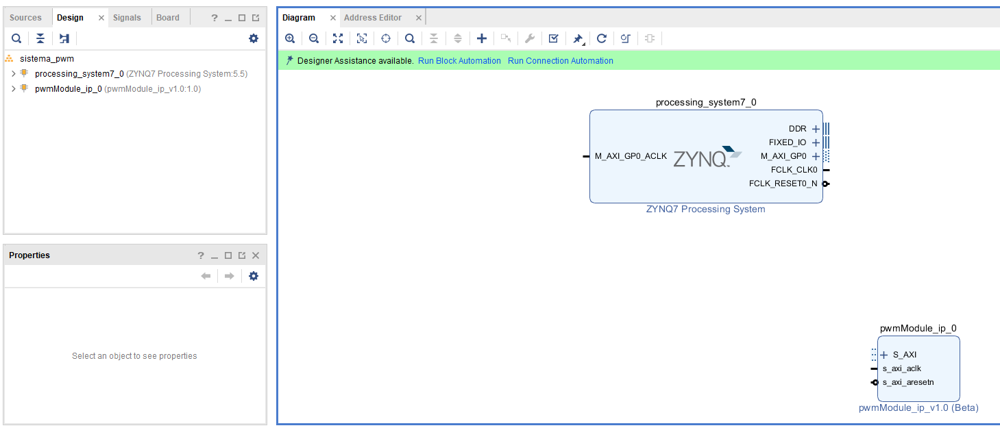 Sources Design Signals Board
sistema_pwm
processing_system7_0 (ZYNQ7 Processing System:5.5)
pwmModule_ip_0 (pwmModule_ip_v1.0:1.0)
Properties
Select an object to see properties
Diagram Address Editor
Designer Assistance available. Run Block Automation Run Connection Automation
processing_system7_0
DDR
FIXED_IO
M_AXI_GP0_ACLK ZYNQ M_AXI_GP0
FCLK_CLK0
FCLK_RESET0_N
ZYNQ7 Processing System
pwmModule_ip_0
S_AXI
s_axi_aclk
s_axi_aresetn
pwmModule_ip_v1.0 (Beta)